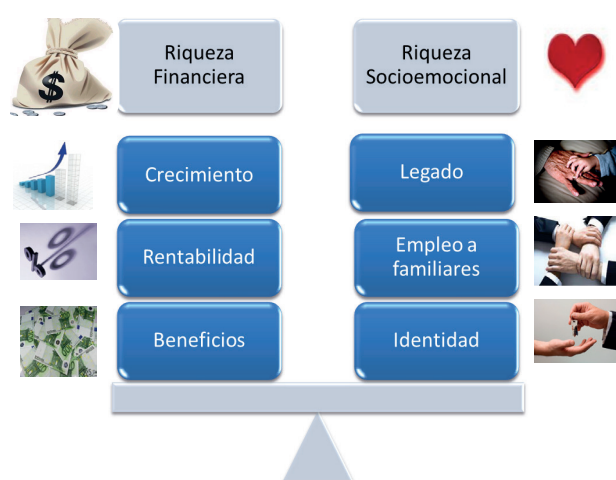 Riqueza
Financiera
Riqueza
Socioemocional
$
Crecimiento
Legado
Rentabilidad
Empleo a
familiares
Beneficios
Identidad
%